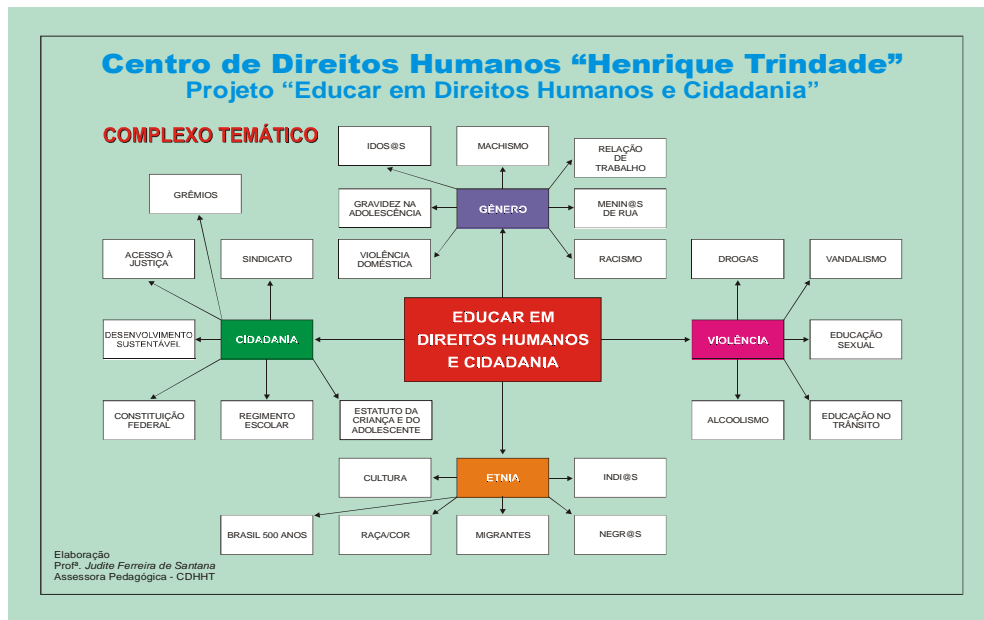 Centro de Direitos Humanos “Henrique Trindade”
Projeto “Educar em Direitos Humanos e Cidadania”
COMPLEXO TEMÁTICO
IDOS@S
MACHISMO
RELAÇÃO
DE
TRABALHO
GRAVIDEZ NA
ADOLESCÊNCIA
GÊNERO
MENIN@S
DE RUA
VIOLÊNCIA
DOMÉSTICA
RACISMO
GRÊMIOS
ACESSO À
JUSTIÇA
SINDICATO
DESENVOLVIMENTO
SUSTENTÁVEL
CIDADANIA
CONSTITUIÇÃO
FEDERAL
REGIMENTO
ESCOLAR
ESTATUTO DA
CRIANÇA E DO
ADOLESCENTE
EDUCAR EM
DIREITOS HUMANOS
E CIDADANIA
DROGAS
VANDALISMO
VIOLÊNCIA
EDUCAÇÃO
SEXUAL
ALCOOLISMO
EDUCAÇÃO NO
TRÂNSITO
CULTURA
ETNIA
INDI@S
BRASIL 500 ANOS
RAÇA/COR
MIGRANTES
NEGR@S
Elaboração
Profª. Judite Ferreira de Santana
Assessora Pedagógica - CDHHT